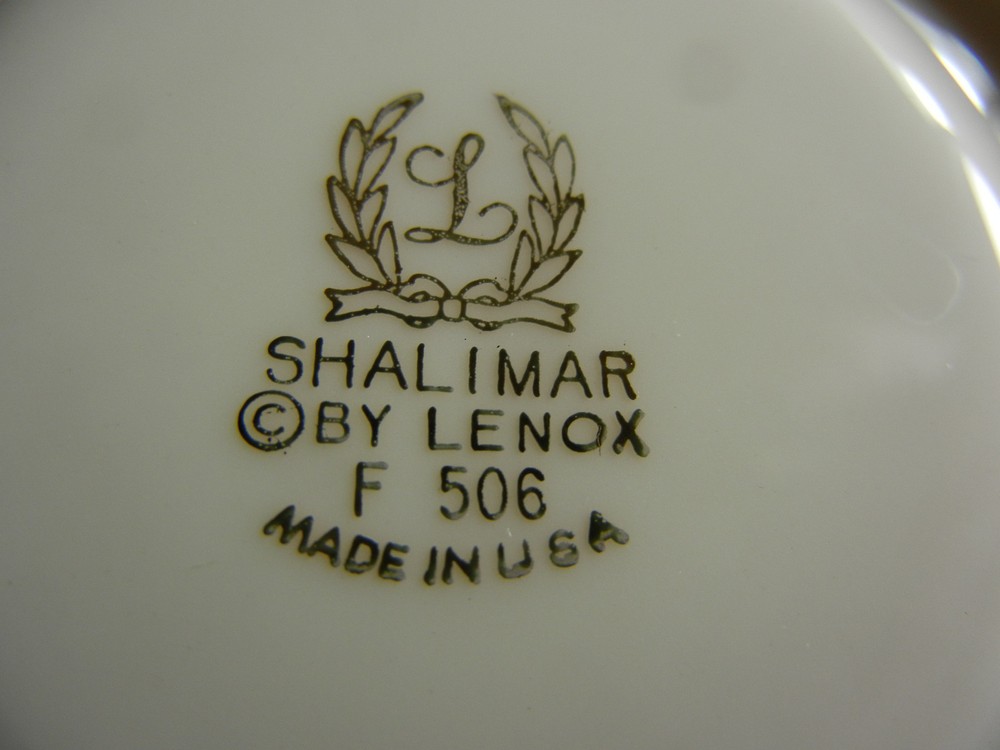 L
SHALIMAR
© BY LENOX
F 506
MADE IN USA